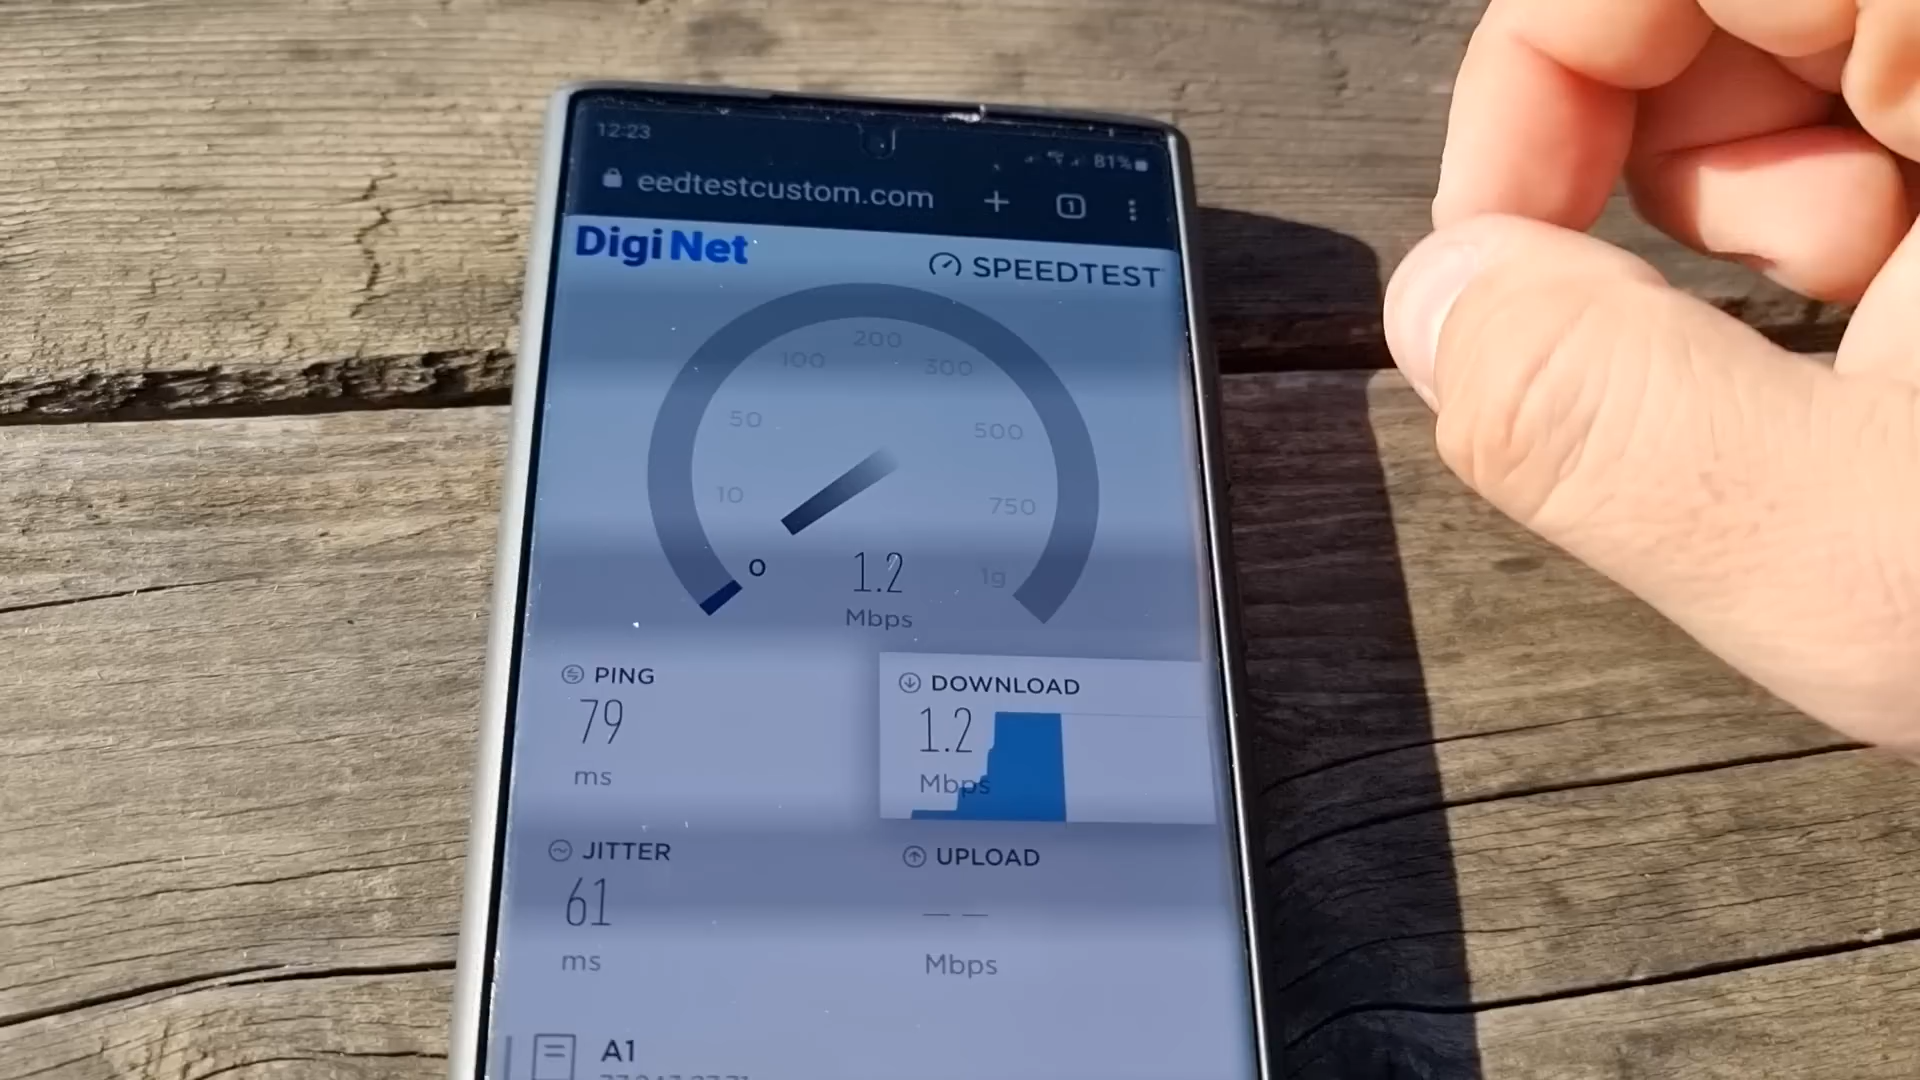 12:23
81%
eedtestcustom.com
1
DigiNet
SPEEDTEST
200
100
300
50
500
10
750
0
1g
1.2
Mbps
PING
79
ms
DOWNLOAD
1.2
Mbps
JITTER
61
ms
UPLOAD
— —
Mbps
A1